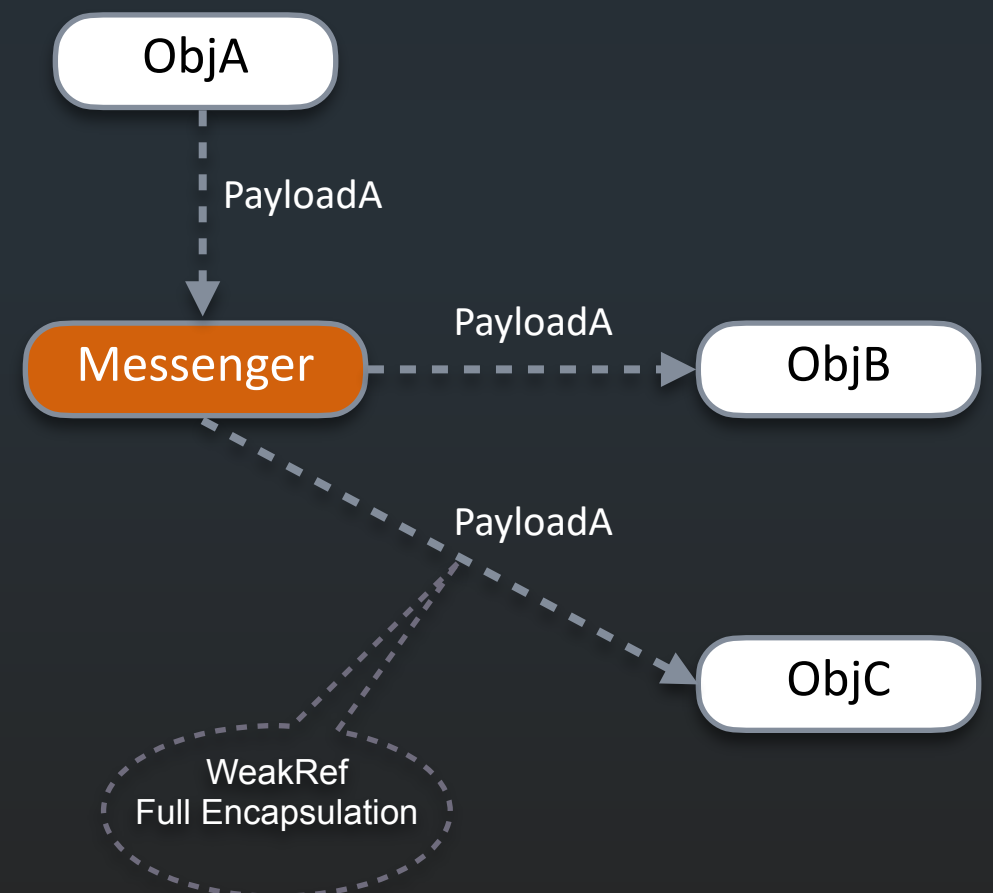 ObjA
PayloadA
PayloadA
Messenger
ObjB
PayloadA
ObjC
WeakRef
Full Encapsulation